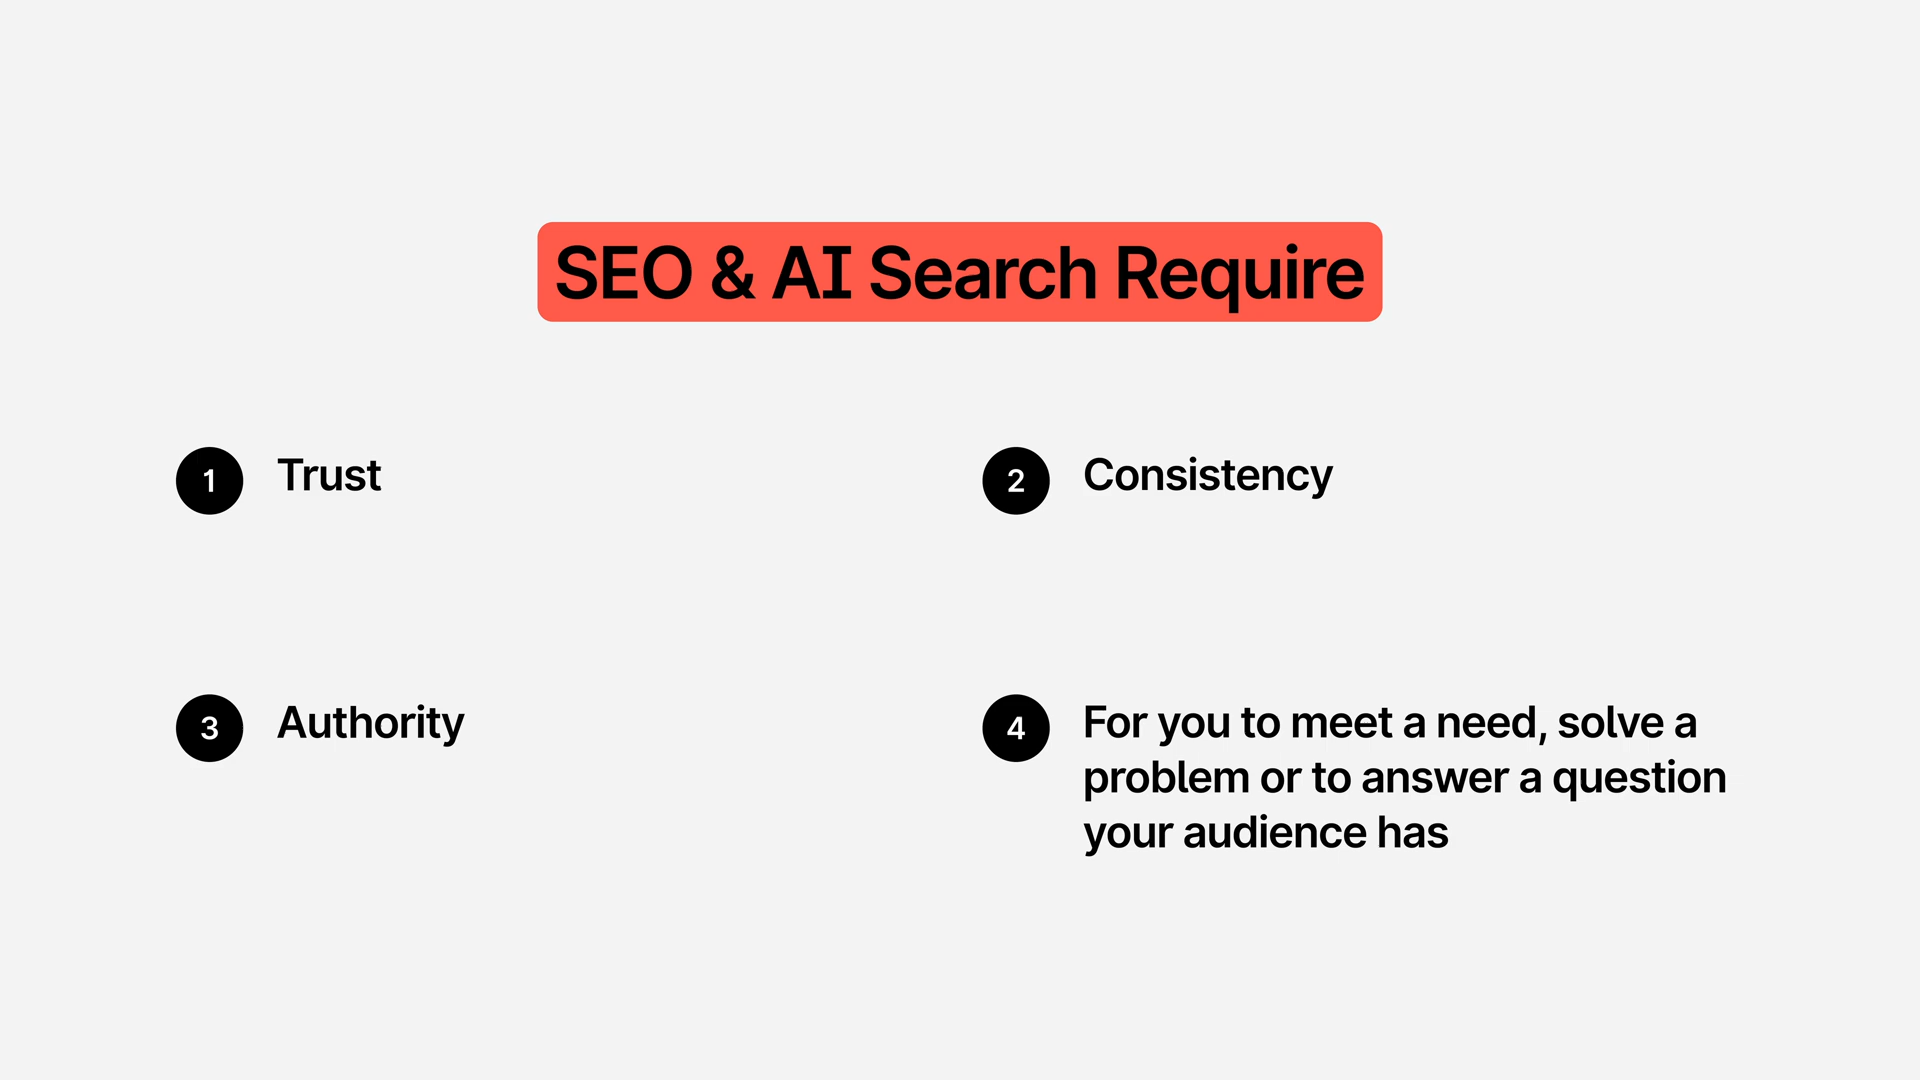 SEO & AI Search Require
1 Trust
2 Consistency
3 Authority
4 For you to meet a need, solve a
problem or to answer a question
your audience has